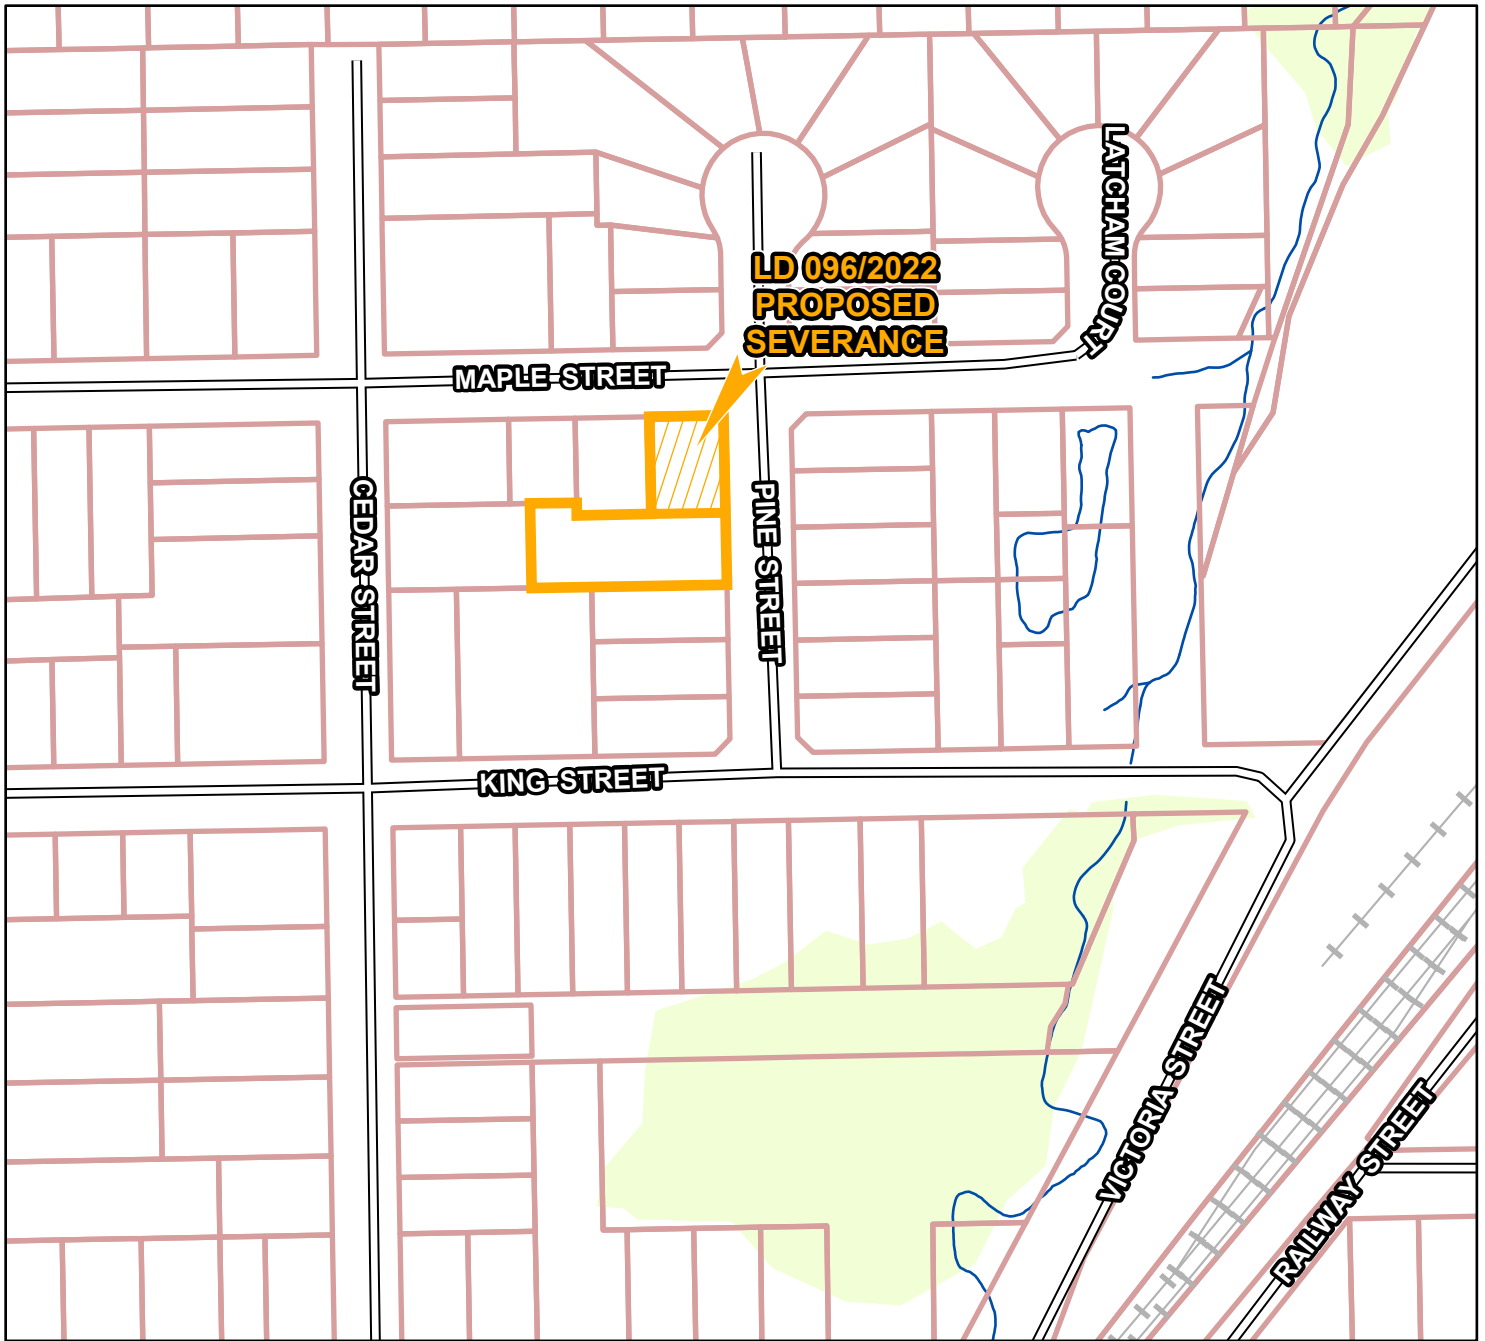 LATCHAM COURT
LD 096/2022
PROPOSED
SEVERANCE
MAPLE STREET
CEDAR STREET
PINE STREET
KING STREET
VICTORIA STREET
RAILWAY STREET